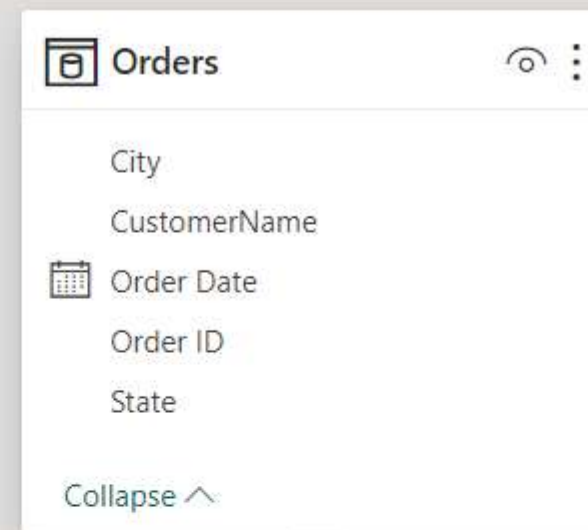 Orders
City
CustomerName
Order Date
Order ID
State
Collapse